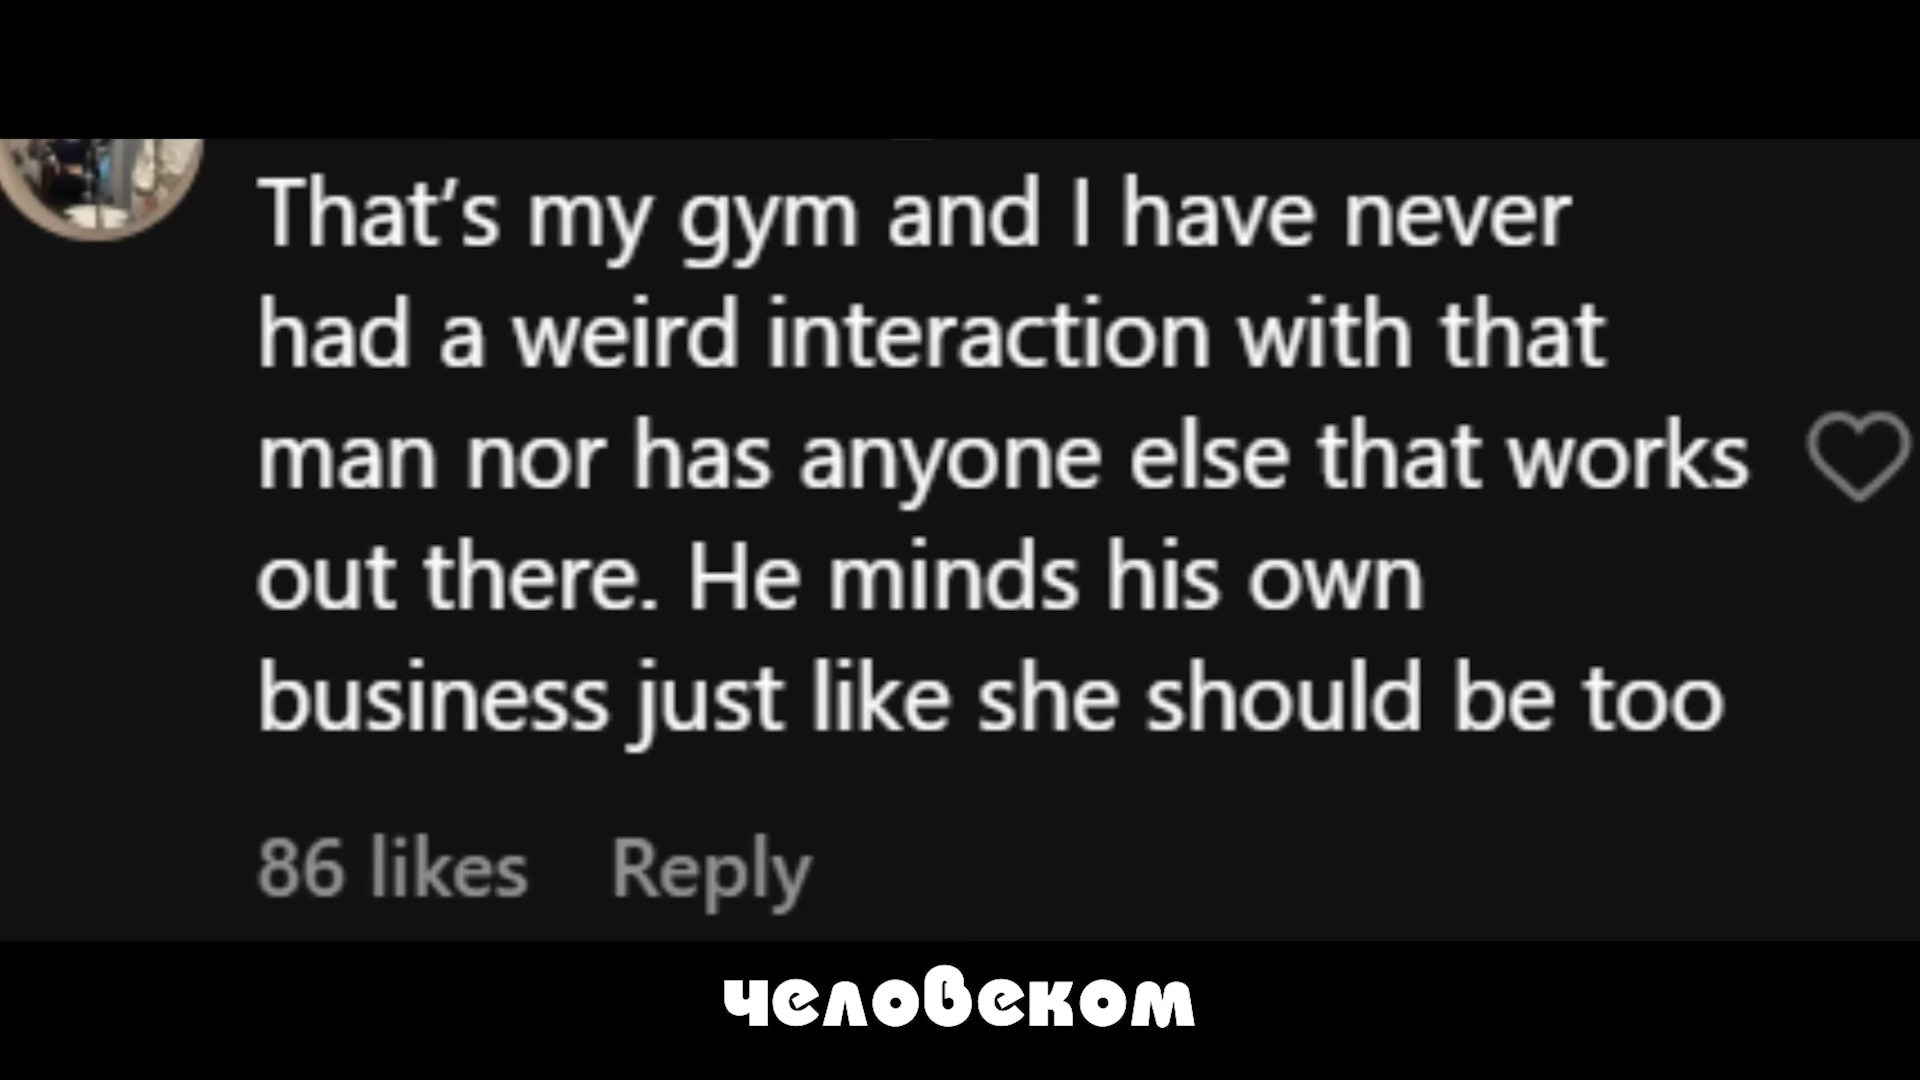 That’s my gym and I have never
had a weird interaction with that
man nor has anyone else that works
out there. He minds his own
business just like she should be too
86 likes Reply
человеком